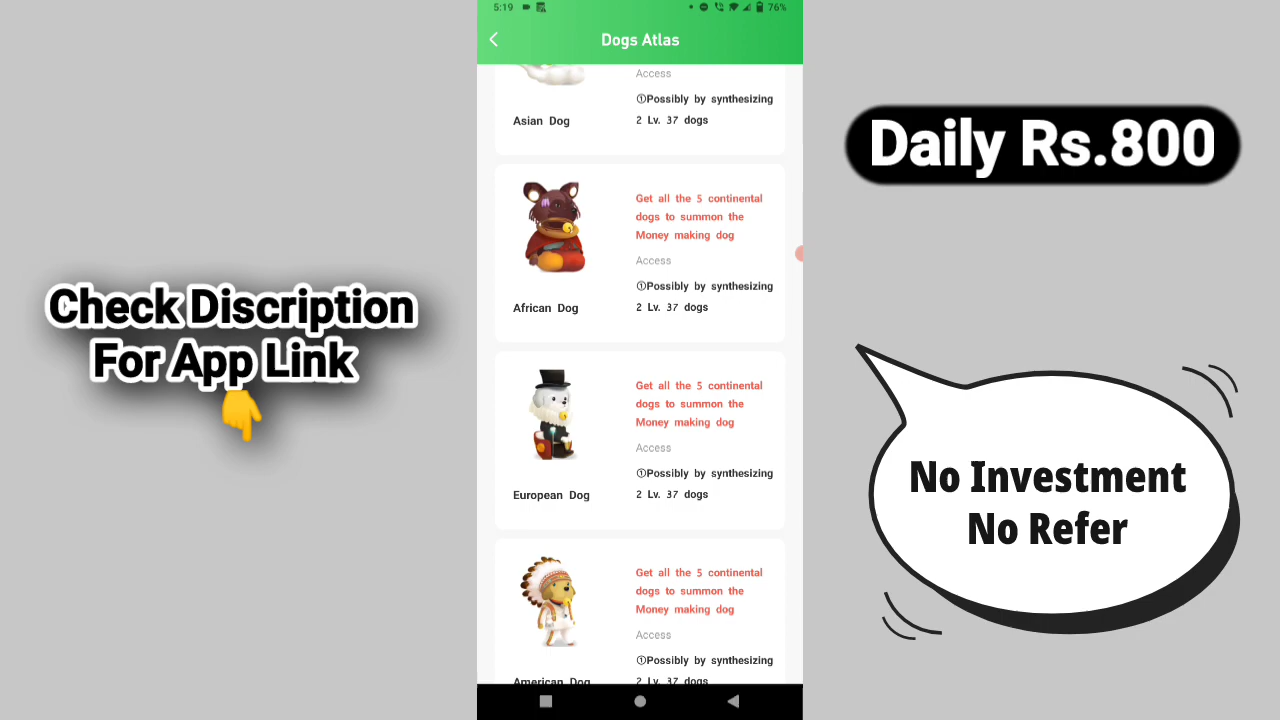 5:19
76%
Dogs Atlas
Access
①Possibly by synthesizing
2 Lv. 37 dogs
Asian Dog
Get all the 5 continental
dogs to summon the
Money making dog
Access
①Possibly by synthesizing
2 Lv. 37 dogs
African Dog
Get all the 5 continental
dogs to summon the
Money making dog
Access
①Possibly by synthesizing
2 Lv. 37 dogs
European Dog
Get all the 5 continental
dogs to summon the
Money making dog
Access
①Possibly by synthesizing
2 Lv. 37 dogs
American Dog
Check Discription
For App Link
Daily Rs.800
No Investment
No Refer